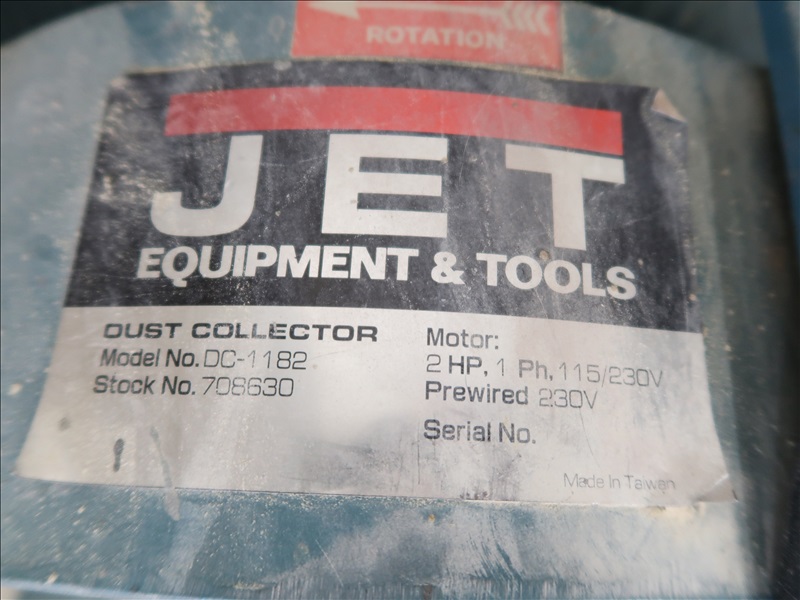 ROTATION
JET
EQUIPMENT & TOOLS
DUST COLLECTOR
Model No. DC-1182
Stock No. 708630
Motor:
2 HP, 1 Ph, 115/230V
Prewired 230V
Serial No.
Made In Taiwan